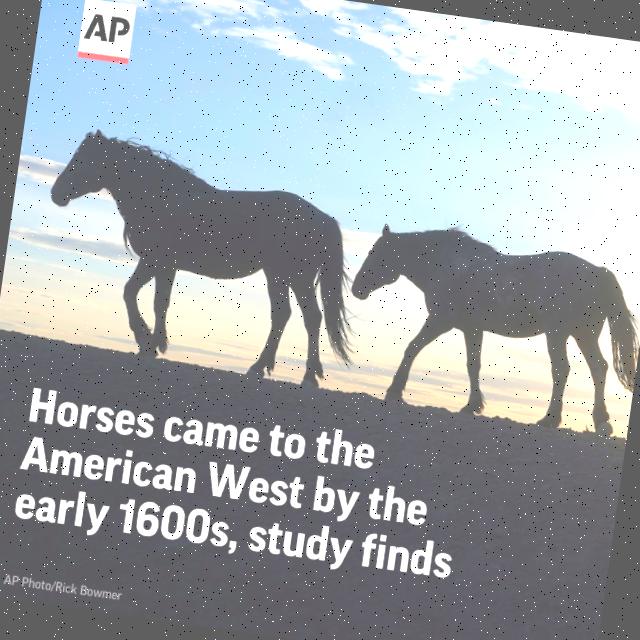 AP
Horses came to the
American West by the
early 1600s, study finds
AP Photo/Rick Bowmer